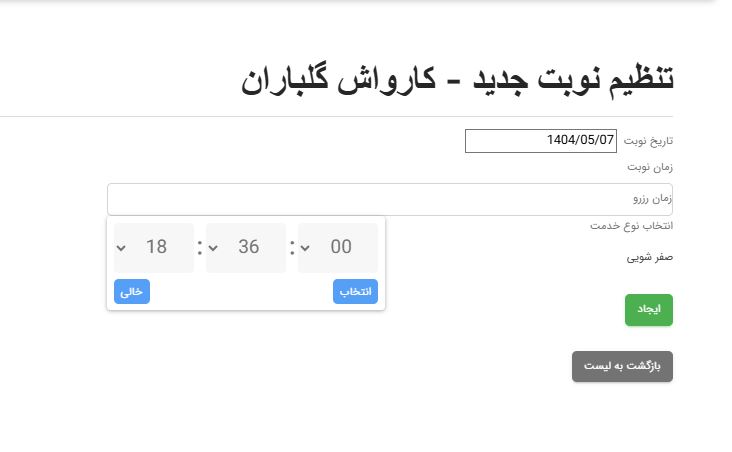 تنظیم نوبت جدید - کارواش گلباران
تاریخ نوبت 1404/05/07
زمان نوبت
زمان رزرو
انتخاب نوع خدمت
18 : 36 : 00
صفر شویی
انتخاب خالی
ایجاد
بازگشت به لیست